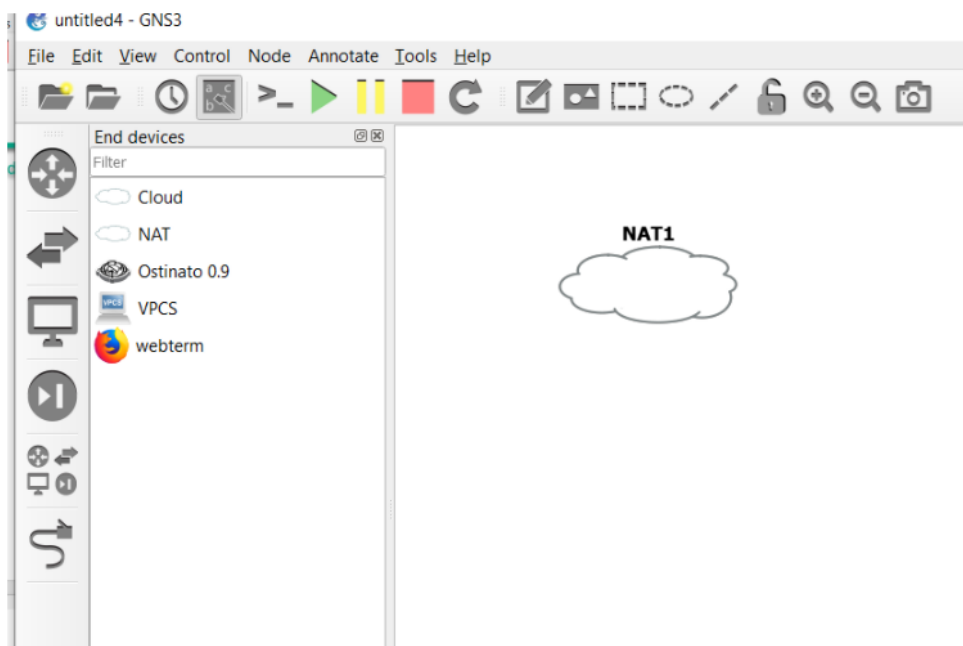 untitled4 - GNS3
File Edit View Control Node Annotate Tools Help
End devices
Filter
Cloud
NAT
Ostinato 0.9
VPCS
webterm
NAT1